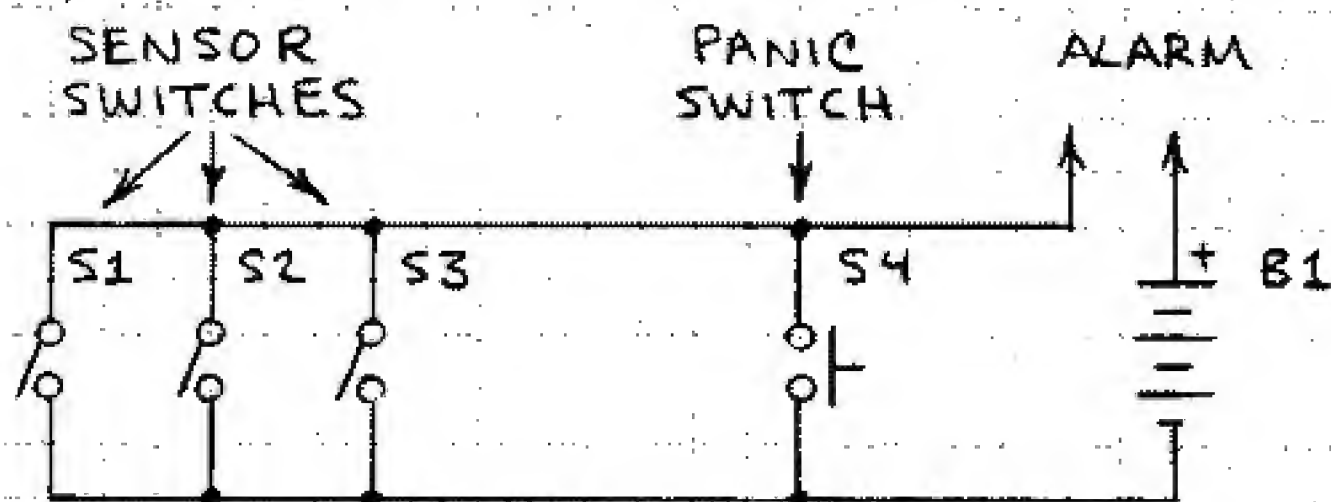 SENSOR
SWITCHES
PANIC
SWITCH
ALARM
S1
S2
S3
S4
+
B1